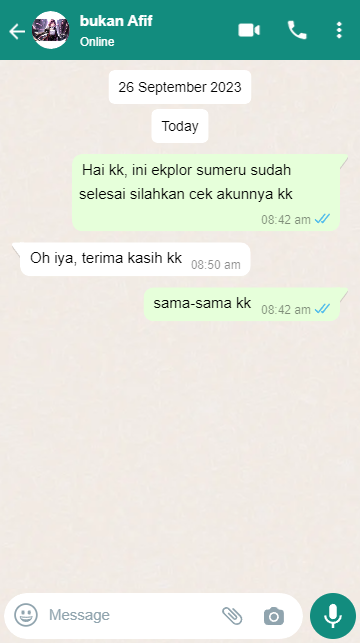 bukan Afif
Online
26 September 2023
Today
Hai kk, ini ekplor sumeru sudah
selesai silahkan cek akunnya kk
08:42 am
Oh iya, terima kasih kk 08:50 am
sama-sama kk 08:42 am
Message